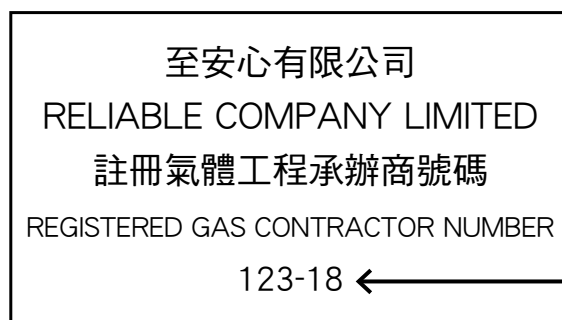 至安心有限公司
RELIABLE COMPANY LIMITED
註冊氣體工程承辦商號碼
REGISTERED GAS CONTRACTOR NUMBER
123-18